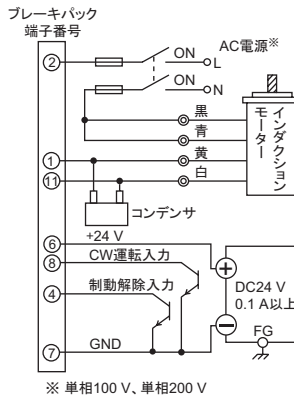 ブレーキパック
端子番号
AC電源※
② ON L
ON N
黒
青
黄
白
インダクション
モーター
①
⑪
コンデンサ
+24 V
⑥
⑧ CW運転入力
④ 制動解除入力
DC24 V
0.1 A以上
FG
⑦ GND
※ 単相100 V、単相200 V